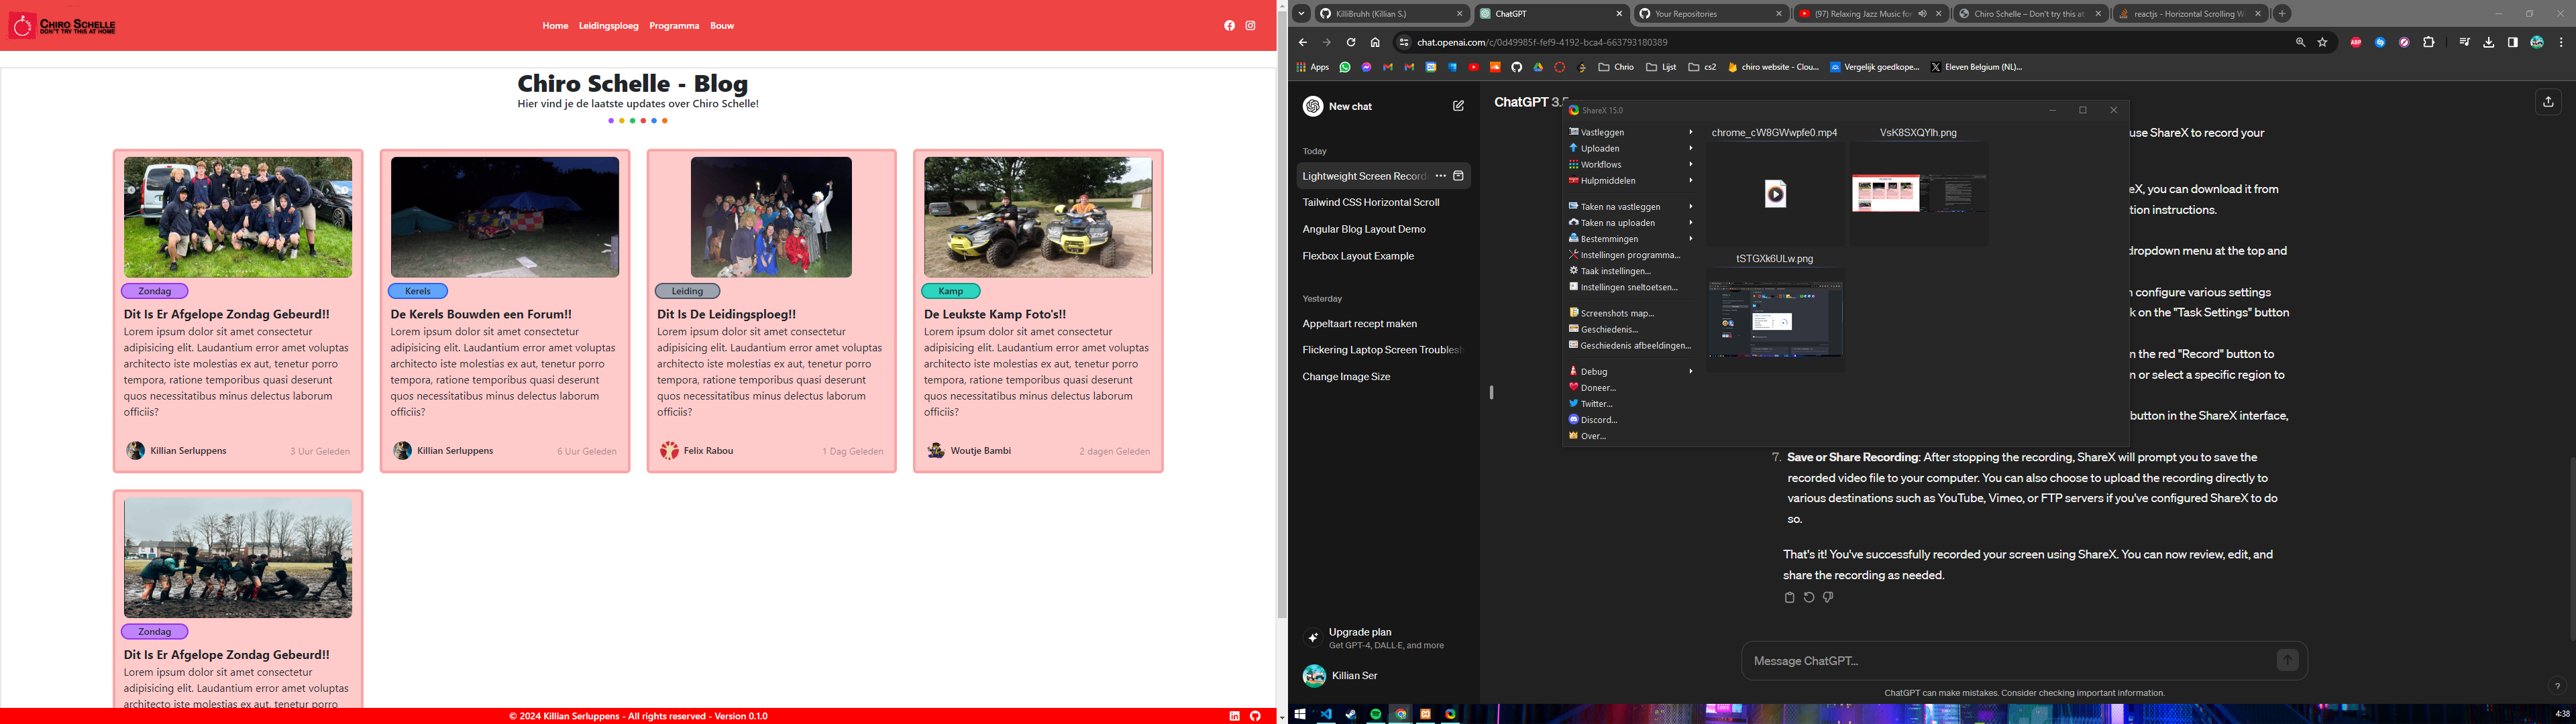 CHIRO SCHELLE
DON'T TRY THIS AT HOME
Home Leidingsploeg Programma Bouw
Chiro Schelle - Blog
Hier vind je de laatste updates over Chiro Schelle!
Zondag
Dit Is Er Afgelope Zondag Gebeurd!!
Lorem ipsum dolor sit amet consectetur
adipisicing elit. Laudantium error amet voluptas
architecto iste molestias ex aut, tenetur porro
tempora, ratione temporibus quasi deserunt
quos necessitatibus minus delectus laborum
officiis?
Killian Serluppens 3 Uur Geleden
Kerels
De Kerels Bouwden een Forum!!
Lorem ipsum dolor sit amet consectetur
adipisicing elit. Laudantium error amet voluptas
architecto iste molestias ex aut, tenetur porro
tempora, ratione temporibus quasi deserunt
quos necessitatibus minus delectus laborum
officiis?
Killian Serluppens 6 Uur Geleden
Leiding
Dit Is De Leidingsploeg!!
Lorem ipsum dolor sit amet consectetur
adipisicing elit. Laudantium error amet voluptas
architecto iste molestias ex aut, tenetur porro
tempora, ratione temporibus quasi deserunt
quos necessitatibus minus delectus laborum
officiis?
Felix Rabou 1 Dag Geleden
Kamp
De Leukste Kamp Foto's!!
Lorem ipsum dolor sit amet consectetur
adipisicing elit. Laudantium error amet voluptas
architecto iste molestias ex aut, tenetur porro
tempora, ratione temporibus quasi deserunt
quos necessitatibus minus delectus laborum
officiis?
Woutje Bambi 2 dagen Geleden
Zondag
Dit Is Er Afgelope Zondag Gebeurd!!
Lorem ipsum dolor sit amet consectetur
adipisicing elit. Laudantium error amet voluptas
architecto iste molestias ex aut, tenetur porro
© 2024 Killian Serluppens - All rights reserved - Version 0.1.0
KilliBruhh (Killian S.) ChatGPT Your Repositories (97) Relaxing Jazz Music for Chiro Schelle – Don't try this at reactjs - Horizontal Scrolling W
chat.openai.com/c/0d49985f-fef9-4192-bca4-663793180389
Apps Chrio Lijst cs2 chiro website - Clou... Vergelijk goedkope... Eleven Belgium (NL)...
New chat
Today
Lightweight Screen Record
Tailwind CSS Horizontal Scroll
Angular Blog Layout Demo
Flexbox Layout Example
Yesterday
Appeltaart recept maken
Flickering Laptop Screen Troubles
Change Image Size
Upgrade plan
Get GPT-4, DALL·E, and more
Killian Ser
ChatGPT 3.5
ShareX 15.0
Vastleggen
Uploaden
Workflows
Hulpmiddelen
Taken na vastleggen
Taken na uploaden
Bestemmingen
Instellingen programma...
Taak instellingen...
Instellingen sneltoetsen...
Screenshots map...
Geschiedenis...
Geschiedenis afbeeldingen...
Debug
Doneer...
Twitter...
Discord...
Over...
chrome_cW8GWwpfe0.mp4
VsK8SXQYlh.png
tSTGXk6ULw.png
use ShareX to record your
eX, you can download it from
tion instructions.
dropdown menu at the top and
n configure various settings
k on the "Task Settings" button
n the red "Record" button to
n or select a specific region to
button in the ShareX interface,
7. Save or Share Recording: After stopping the recording, ShareX will prompt you to save the
recorded video file to your computer. You can also choose to upload the recording directly to
various destinations such as YouTube, Vimeo, or FTP servers if you've configured ShareX to do
so.
That's it! You've successfully recorded your screen using ShareX. You can now review, edit, and
share the recording as needed.
Message ChatGPT...
ChatGPT can make mistakes. Consider checking important information.
?
4:38